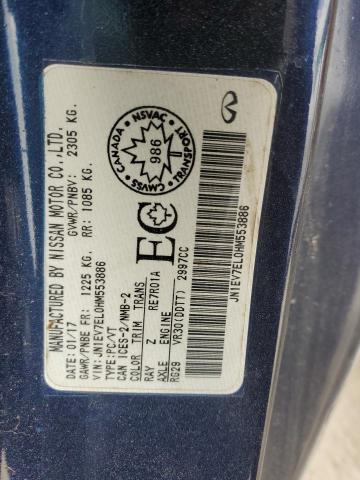 MANUFACTURED BY NISSAN MOTOR CO.,LTD.
DATE: 01/17 GVWR/PNBV: 2305 KG.
GAWR/PNBE FR: 1225 KG. RR: 1085 KG.
VIN: JN1EV7EL0HM553886
TYPE: PC/VT
CAN ICES-2/NMB-2
COLOR TRIM TRANS
RAY Z RE7R01A
AXLE ENGINE
RG29 VR30(DDTT) 2997CC
CANADA NSVAC TRANSPORT CMVSS
986
T
EC
JN1EV7EL0HM553886
B